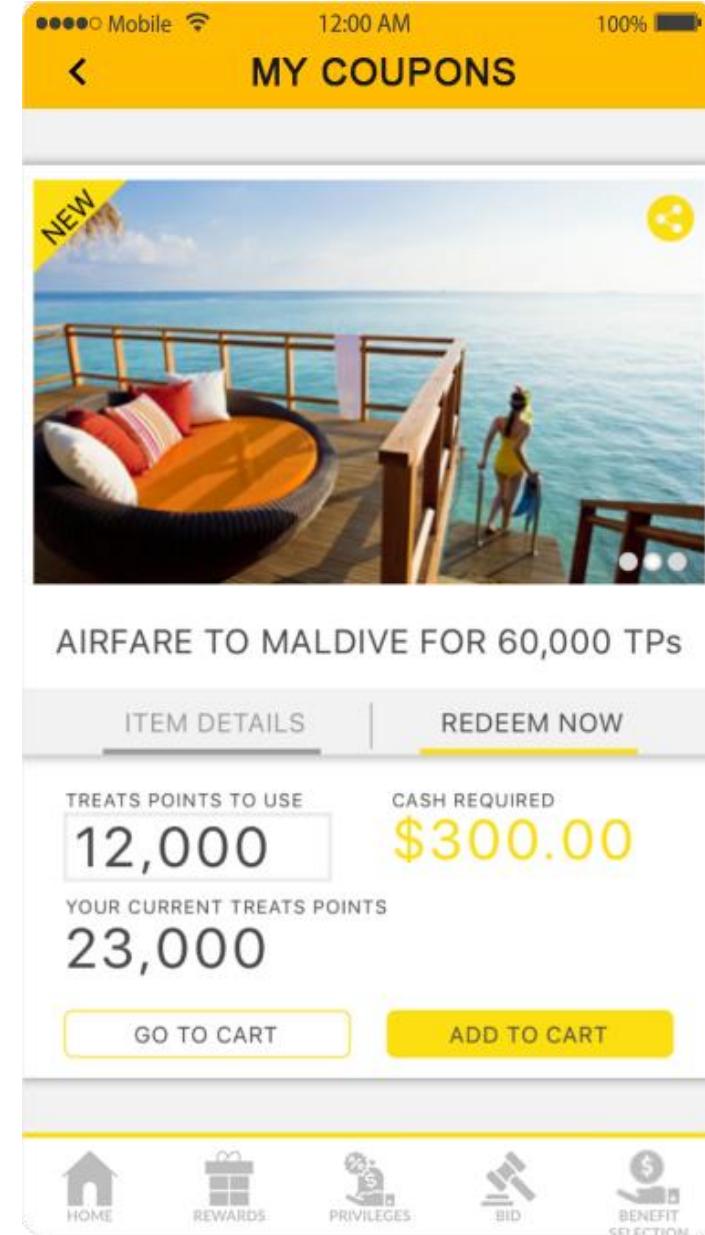 Mobile 12:00 AM 100%
MY COUPONS
NEW
AIRFARE TO MALDIVE FOR 60,000 TPs
ITEM DETAILS REDEEM NOW
TREATS POINTS TO USE CASH REQUIRED
12,000 $300.00
YOUR CURRENT TREATS POINTS
23,000
GO TO CART ADD TO CART
HOME REWARDS PRIVILEGES BID BENEFIT
SELECTION